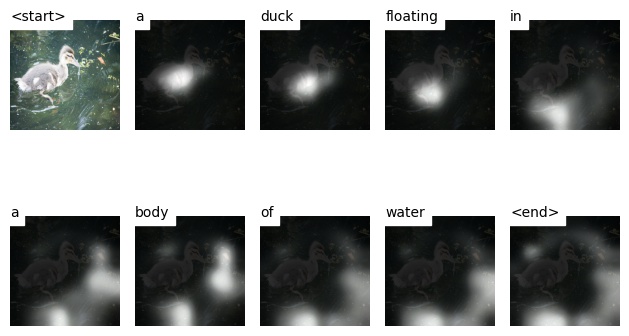 <start> a duck floating in
a body of water <end>